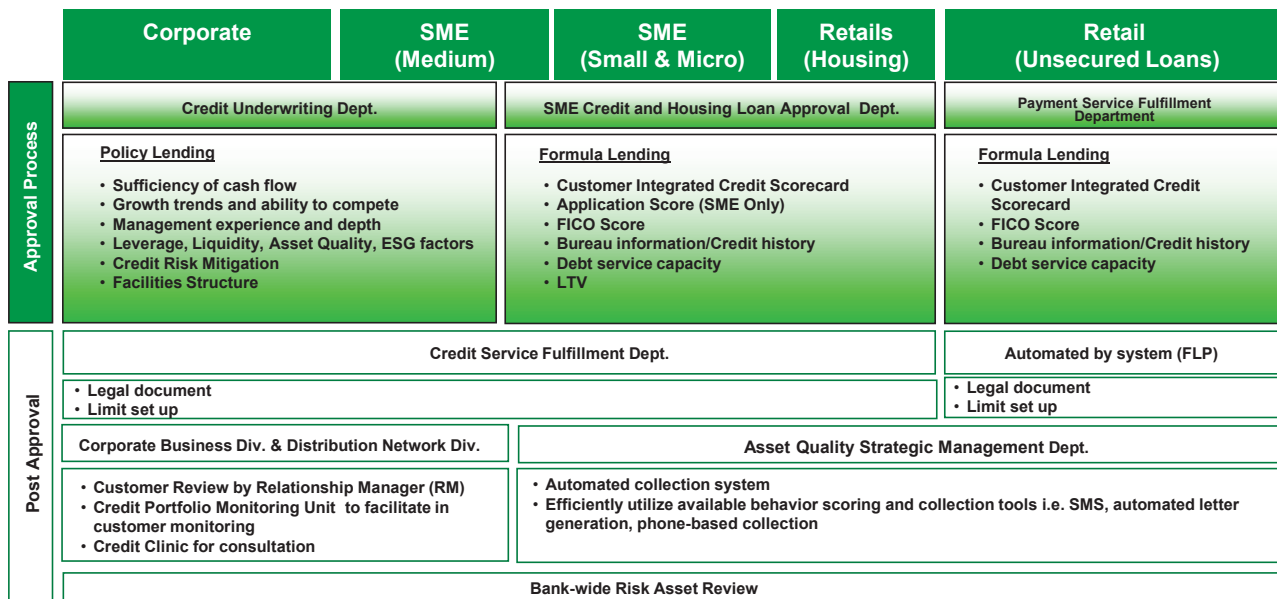 Corporate
SME
(Medium)
SME
(Small & Micro)
Retails
(Housing)
Retail
(Unsecured Loans)
Approval Process
Credit Underwriting Dept.
SME Credit and Housing Loan Approval Dept.
Payment Service Fulfillment
Department
Policy Lending
• Sufficiency of cash flow
• Growth trends and ability to compete
• Management experience and depth
• Leverage, Liquidity, Asset Quality, ESG factors
• Credit Risk Mitigation
• Facilities Structure
Formula Lending
• Customer Integrated Credit Scorecard
• Application Score (SME Only)
• FICO Score
• Bureau information/Credit history
• Debt service capacity
• LTV
Formula Lending
• Customer Integrated Credit
Scorecard
• FICO Score
• Bureau information/Credit history
• Debt service capacity
Post Approval
Credit Service Fulfillment Dept.
Automated by system (FLP)
• Legal document
• Limit set up
• Legal document
• Limit set up
Corporate Business Div. & Distribution Network Div.
Asset Quality Strategic Management Dept.
• Customer Review by Relationship Manager (RM)
• Credit Portfolio Monitoring Unit to facilitate in
customer monitoring
• Credit Clinic for consultation
• Automated collection system
• Efficiently utilize available behavior scoring and collection tools i.e. SMS, automated letter
generation, phone-based collection
Bank-wide Risk Asset Review